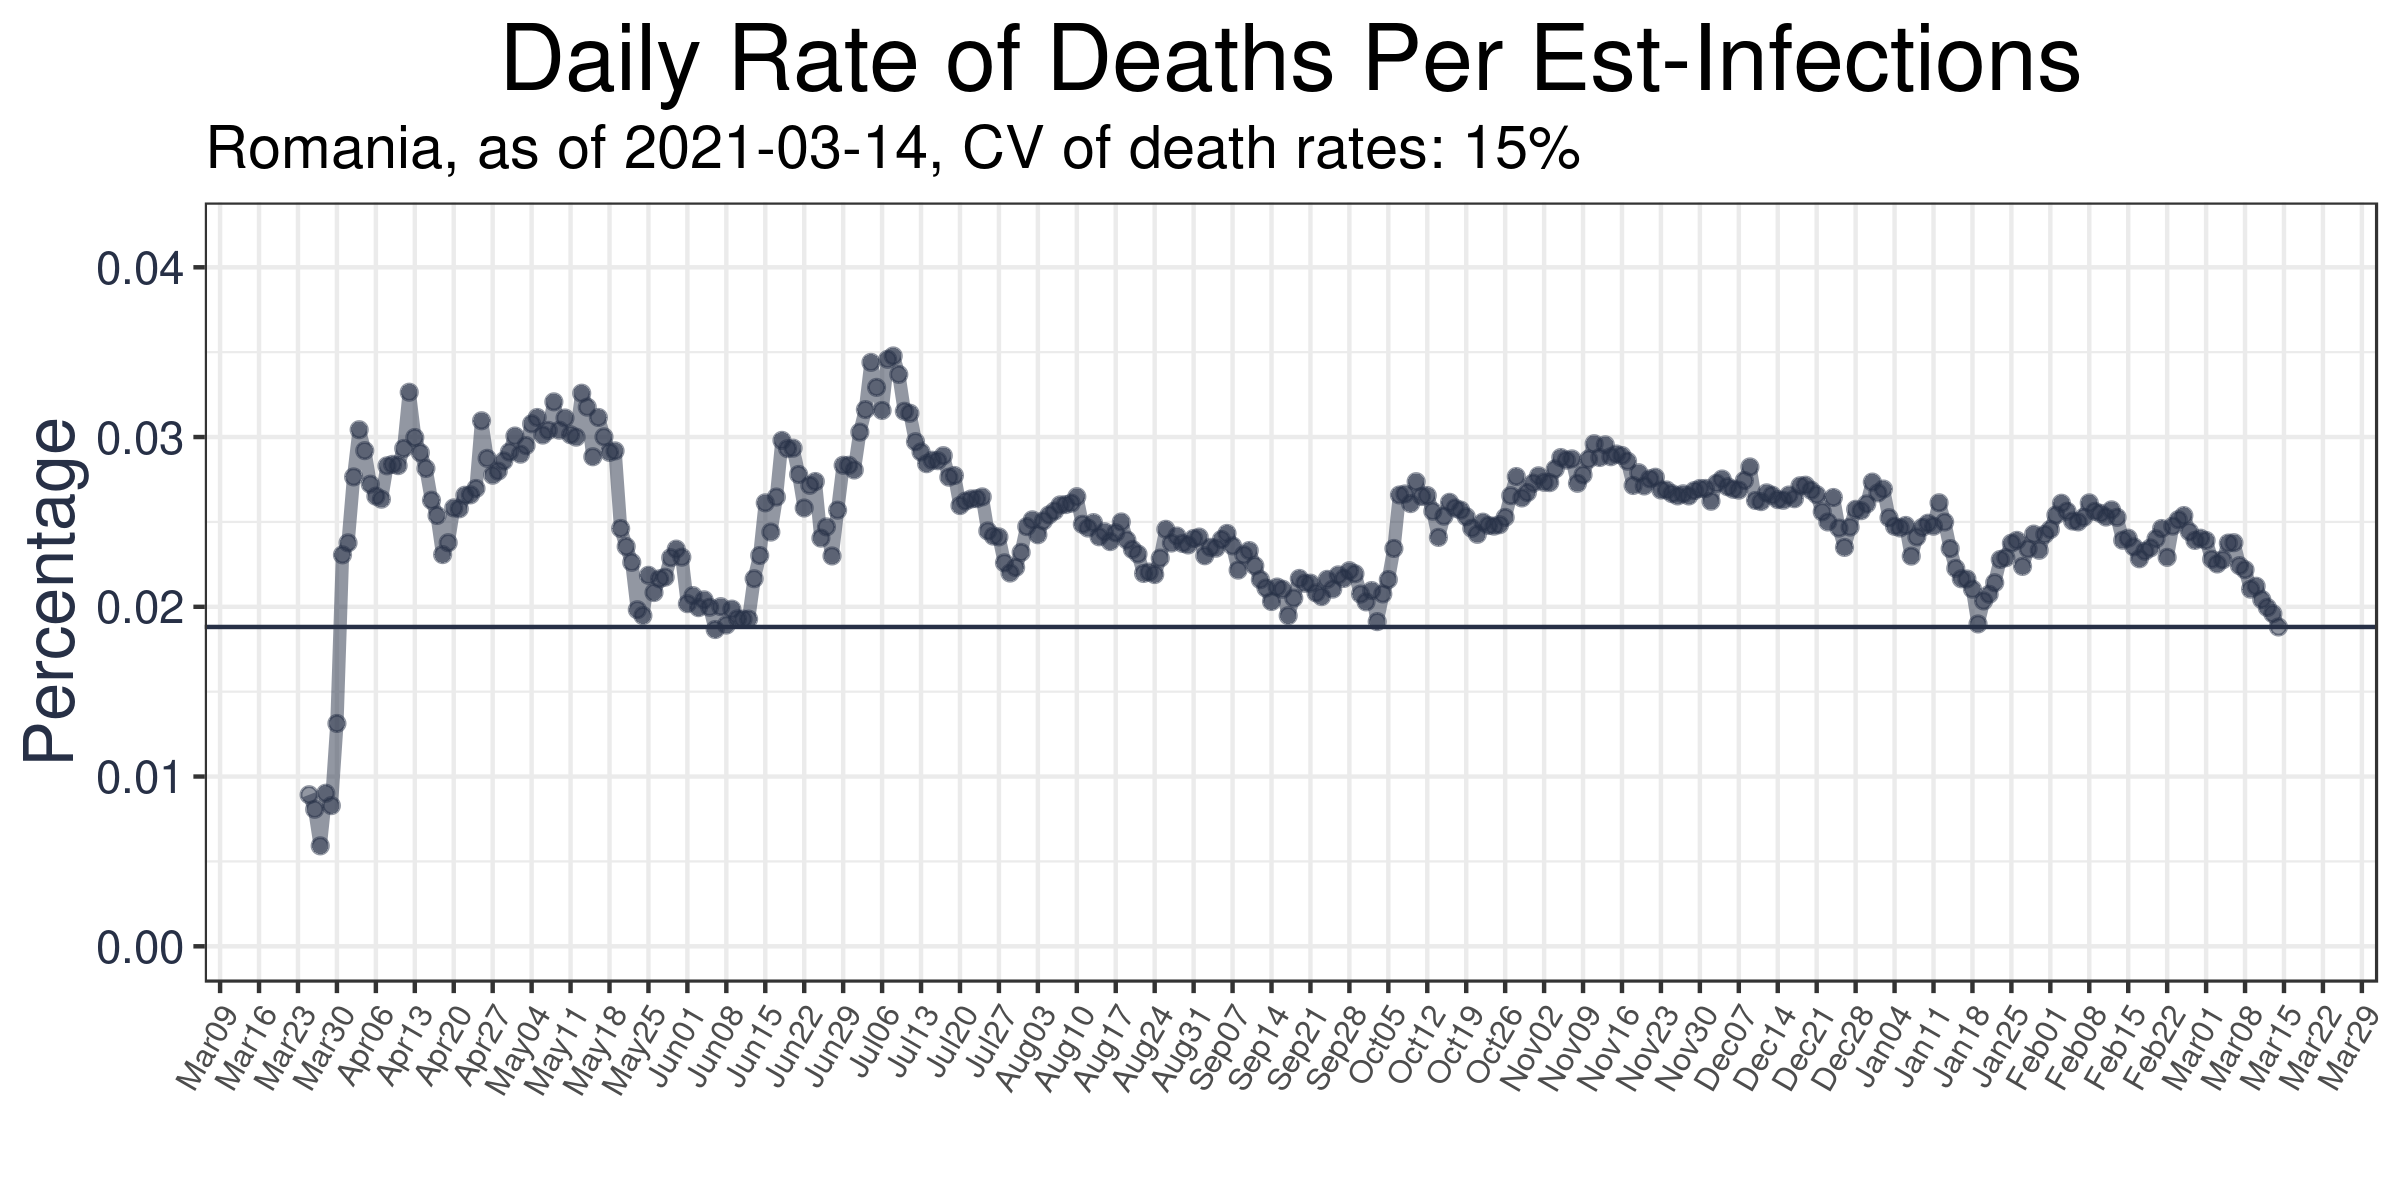 Daily Rate of Deaths Per Est-Infections
Romania, as of 2021-03-14, CV of death rates: 15%
Percentage
0.04
0.03
0.02
0.01
0.00
Mar09
Mar16
Mar23
Mar30
Apr06
Apr13
Apr20
Apr27
May04
May11
May18
May25
Jun01
Jun08
Jun15
Jun22
Jun29
Jul06
Jul13
Jul20
Jul27
Aug03
Aug10
Aug17
Aug24
Aug31
Sep07
Sep14
Sep21
Sep28
Oct05
Oct12
Oct19
Oct26
Nov02
Nov09
Nov16
Nov23
Nov30
Dec07
Dec14
Dec21
Dec28
Jan04
Jan11
Jan18
Jan25
Feb01
Feb08
Feb15
Feb22
Mar01
Mar08
Mar15
Mar22
Mar29